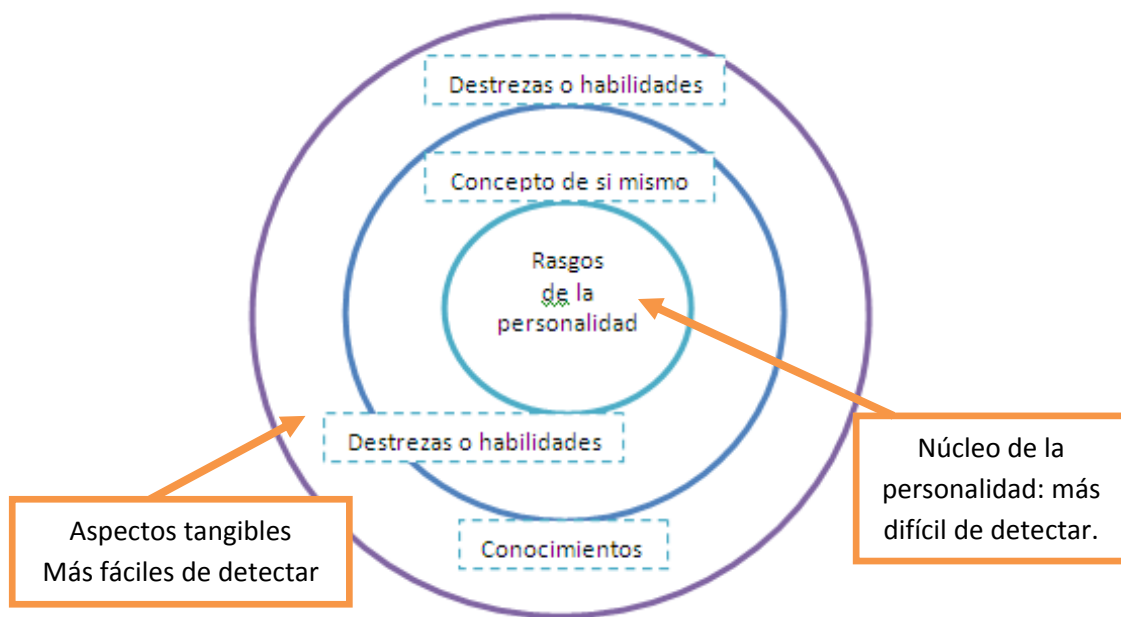 Destrezas o habilidades
Concepto de si mismo
Rasgos
de la
personalidad
Destrezas o habilidades
Conocimientos
Aspectos tangibles
Más fáciles de detectar
Núcleo de la
personalidad: más
difícil de detectar.